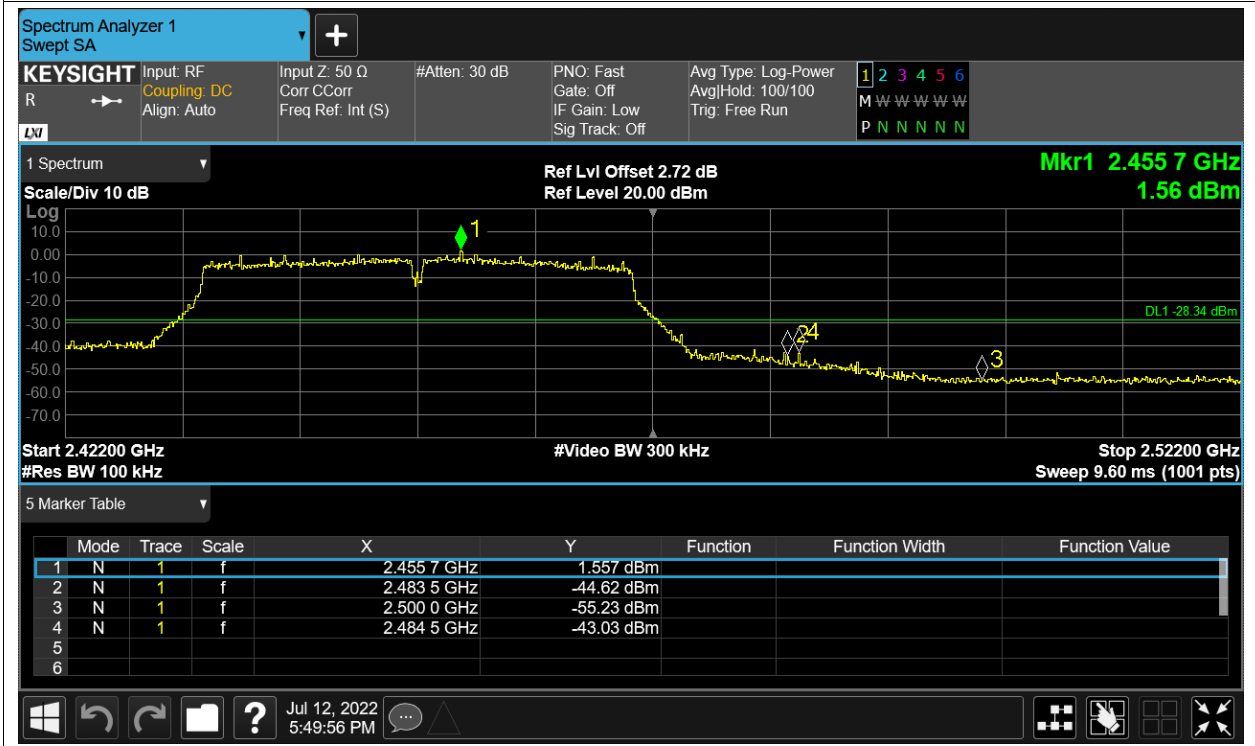 Spectrum Analyzer 1
Swept SA
+
KEYSIGHT Input: RF Input Z: 50 Ω #Atten: 30 dB PNO: Fast Avg Type: Log-Power 1 2 3 4 5 6
R Coupling: DC Corr CCorr Gate: Off Avg|Hold: 100/100 M W W W W W W
Align: Auto Freq Ref: Int (S) IF Gain: Low Trig: Free Run
LXI Sig Track: Off P N N N N N N
1 Spectrum Ref Lvl Offset 2.72 dB Mkr1 2.455 7 GHz
Scale/Div 10 dB Ref Level 20.00 dBm 1.56 dBm
Log
10.0
0.00
-10.0
-20.0
-30.0
-40.0
-50.0
-60.0
-70.0
1
DL1 -28.34 dBm
2 4
3
Start 2.42200 GHz #Video BW 300 kHz Stop 2.52200 GHz
#Res BW 100 kHz Sweep 9.60 ms (1001 pts)
5 Marker Table
Mode Trace Scale X Y Function Function Width Function Value
1 N 1 f 2.455 7 GHz 1.557 dBm
2 N 1 f 2.483 5 GHz -44.62 dBm
3 N 1 f 2.500 0 GHz -55.23 dBm
4 N 1 f 2.484 5 GHz -43.03 dBm
5
6
? Jul 12, 2022
5:49:56 PM